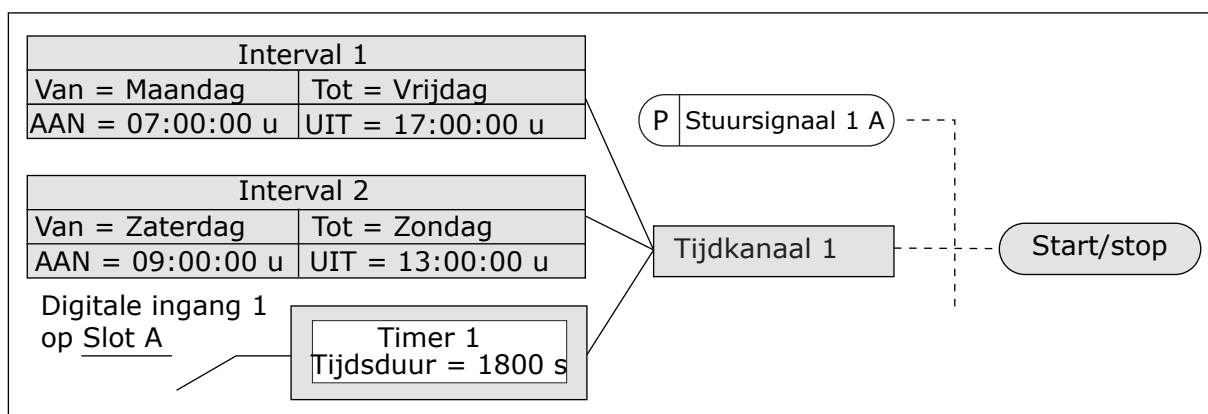 Interval 1
Van = Maandag Tot = Vrijdag
AAN = 07:00:00 u UIT = 17:00:00 u
P Stuursignaal 1 A
Interval 2
Van = Zaterdag Tot = Zondag
AAN = 09:00:00 u UIT = 13:00:00 u
Tijdkanaal 1
Start/stop
Digitale ingang 1
op Slot A
Timer 1
Tijdsduur = 1800 s